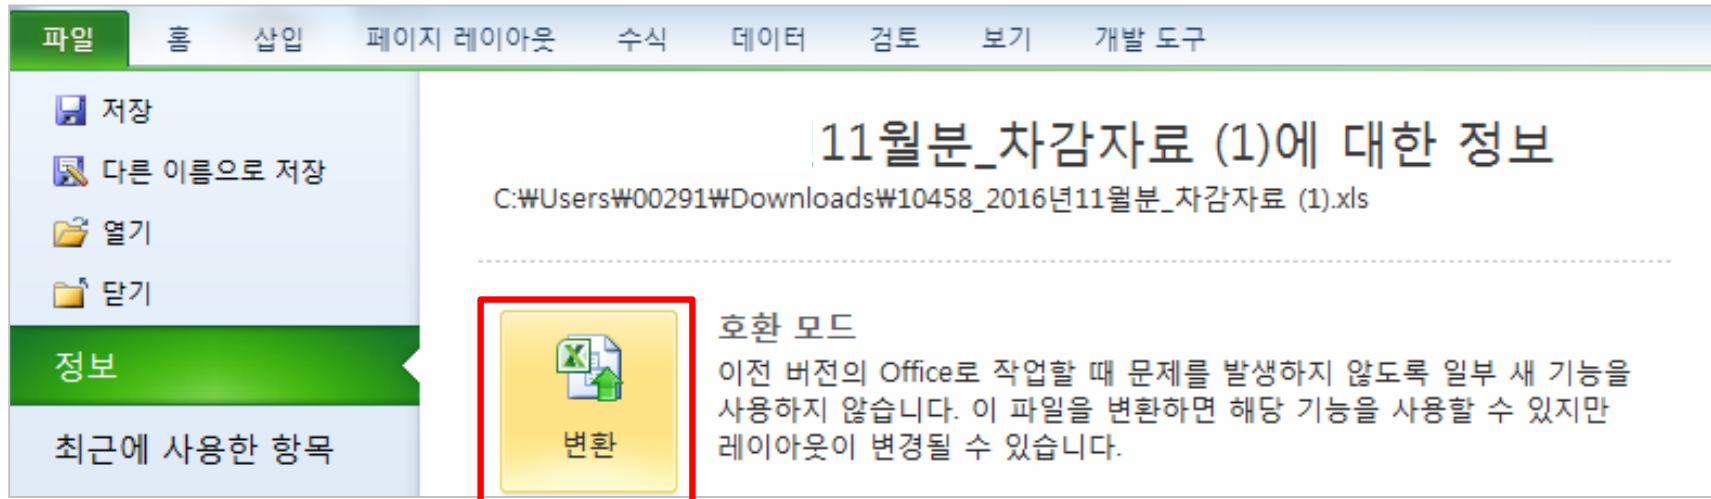 파일 홈 삽입 페이지 레이아웃 수식 데이터 검토 보기 개발 도구
저장
다른 이름으로 저장
열기
닫기
정보
최근에 사용한 항목
11월분_차감자료 (1)에 대한 정보
C:₩Users₩00291₩Downloads₩10458_2016년11월분_차감자료 (1).xls
변환
호환 모드
이전 버전의 Office로 작업할 때 문제를 발생하지 않도록 일부 새 기능을
사용하지 않습니다. 이 파일을 변환하면 해당 기능을 사용할 수 있지만
레이아웃이 변경될 수 있습니다.